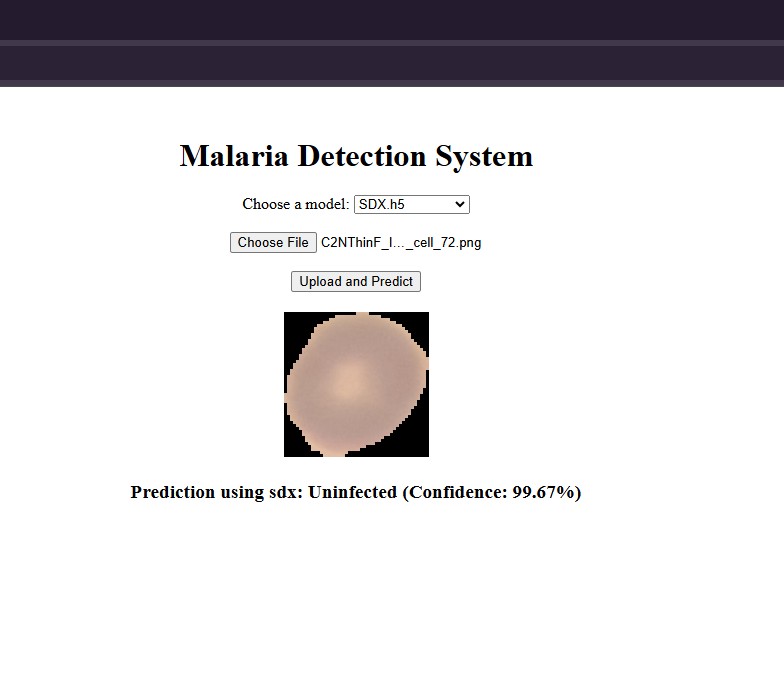 Malaria Detection System
Choose a model: SDX.h5
Choose File C2NThinF_I..._cell_72.png
Upload and Predict
Prediction using sdx: Uninfected (Confidence: 99.67%)